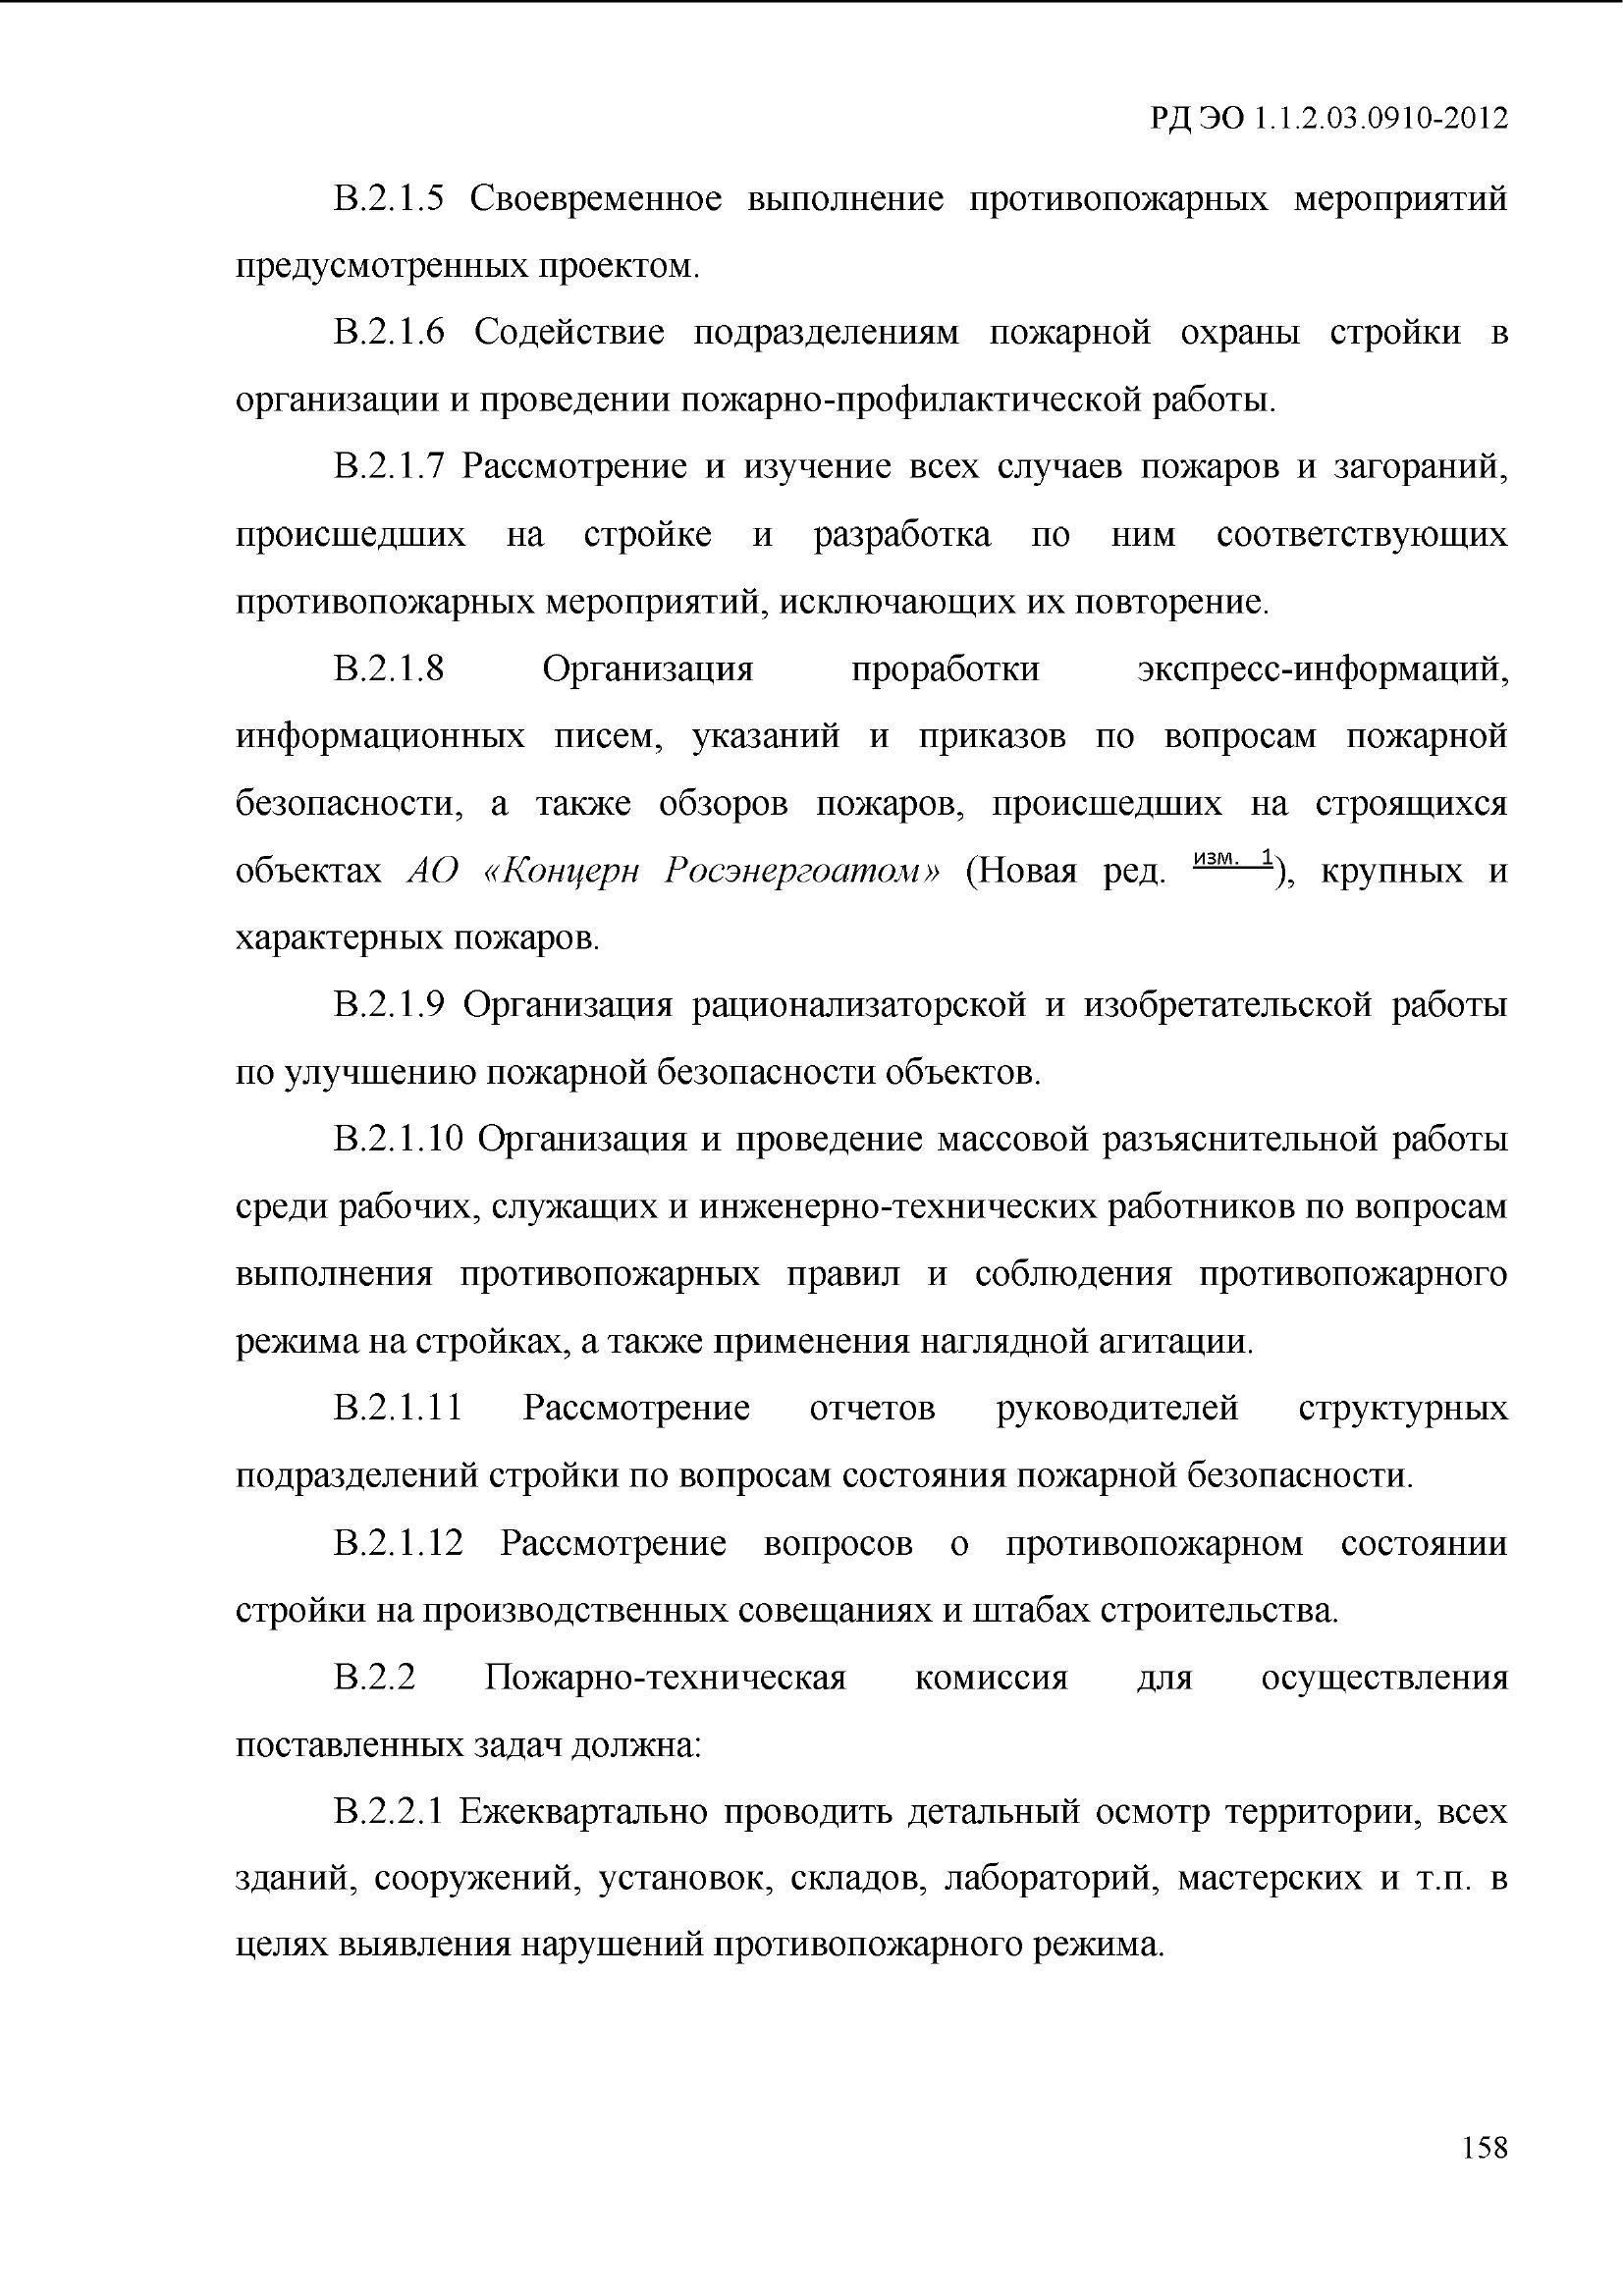 РД ЭО 1.1.2.03.0910-2012
В.2.1.5 Своевременное выполнение противопожарных мероприятий
предусмотренных проектом.
В.2.1.6 Содействие подразделениям пожарной охраны стройки в
организации и проведении пожарно-профилактической работы.
В.2.1.7 Рассмотрение и изучение всех случаев пожаров и загораний,
происшедших на стройке и разработка по ним соответствующих
противопожарных мероприятий, исключающих их повторение.
В.2.1.8 Организация проработки экспресс-информаций,
информационных писем, указаний и приказов по вопросам пожарной
безопасности, а также обзоров пожаров, происшедших на строящихся
объектах АО «Концерн Росэнергоатом» (Новая ред. изм. 1), крупных и
характерных пожаров.
В.2.1.9 Организация рационализаторской и изобретательской работы
по улучшению пожарной безопасности объектов.
В.2.1.10 Организация и проведение массовой разъяснительной работы
среди рабочих, служащих и инженерно-технических работников по вопросам
выполнения противопожарных правил и соблюдения противопожарного
режима на стройках, а также применения наглядной агитации.
В.2.1.11 Рассмотрение отчетов руководителей структурных
подразделений стройки по вопросам состояния пожарной безопасности.
В.2.1.12 Рассмотрение вопросов о противопожарном состоянии
стройки на производственных совещаниях и штабах строительства.
В.2.2 Пожарно-техническая комиссия для осуществления
поставленных задач должна:
В.2.2.1 Ежеквартально проводить детальный осмотр территории, всех
зданий, сооружений, установок, складов, лабораторий, мастерских и т.п. в
целях выявления нарушений противопожарного режима.
158